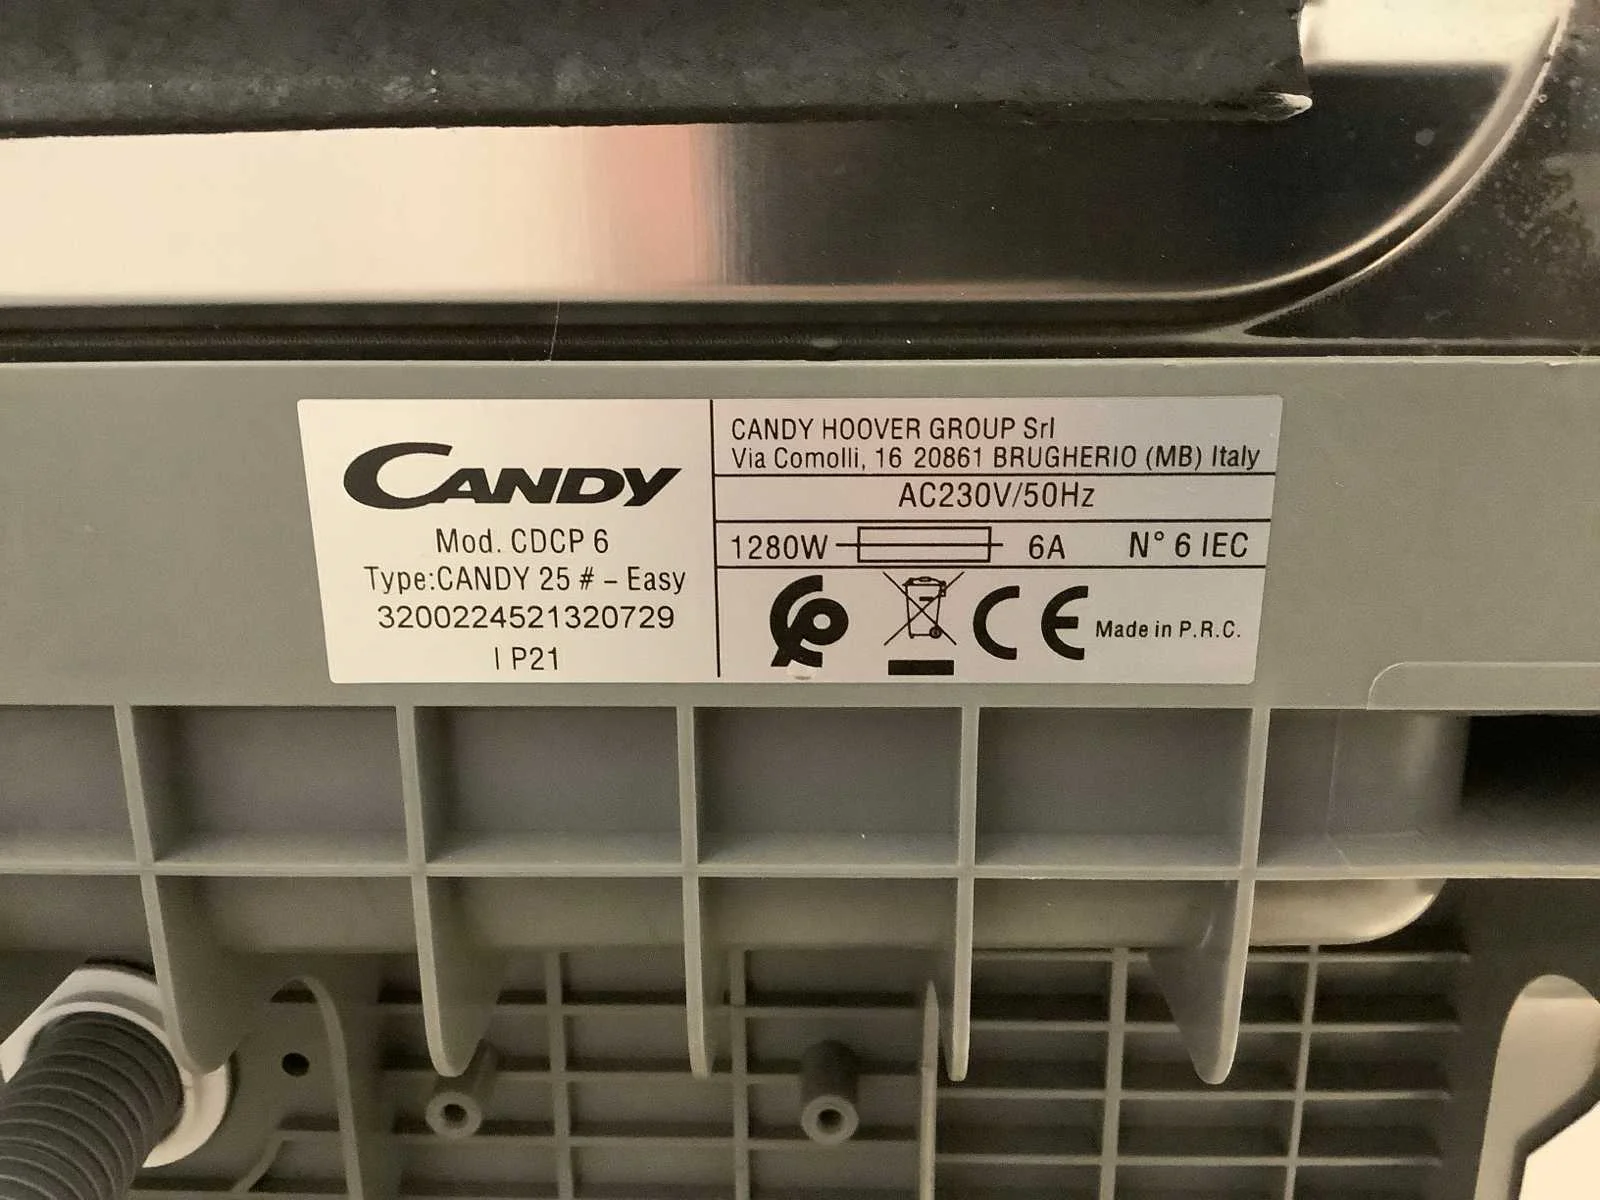 CANDY
Mod. CDCP 6
Type:CANDY 25 # – Easy
3200224521320729
I P21
CANDY HOOVER GROUP Srl
Via Comolli, 16 20861 BRUGHERIO (MB) Italy
AC230V/50Hz
1280W 6A N° 6 IEC
CE Made in P.R.C.